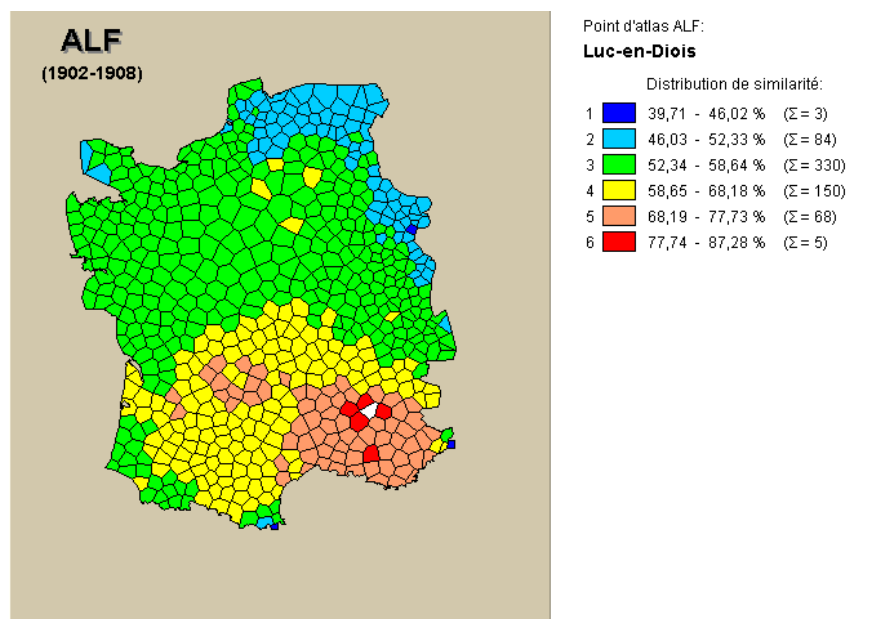 ALF
(1902-1908)
Point d'atlas ALF:
Luc-en-Diois
Distribution de similarité:
1 39,71 - 46,02 % (Σ = 3)
2 46,03 - 52,33 % (Σ = 84)
3 52,34 - 58,64 % (Σ = 330)
4 58,65 - 68,18 % (Σ = 150)
5 68,19 - 77,73 % (Σ = 68)
6 77,74 - 87,28 % (Σ = 5)